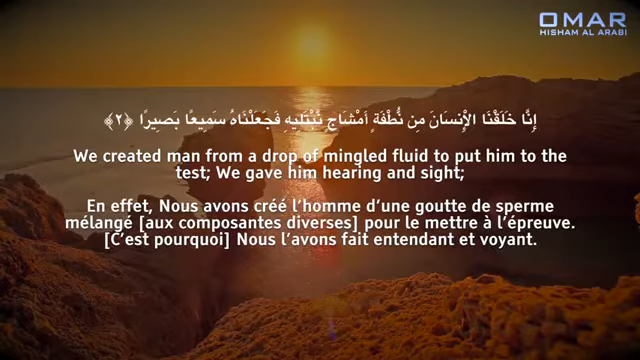 OMAR
HISHAM AL ARABI
إِنَّا خَلَقْنَا الْإِنسَانَ مِن نُّطْفَةٍ أَمْشَاجٍ نَّبْتَلِيهِ فَجَعَلْنَاهُ سَمِيعًا بَصِيرًا ﴿٢﴾
We created man from a drop of mingled fluid to put him to the
test; We gave him hearing and sight;
En effet, Nous avons créé l’homme d’une goutte de sperme
mélangé [aux composantes diverses] pour le mettre à l’épreuve.
[C’est pourquoi] Nous l’avons fait entendant et voyant.